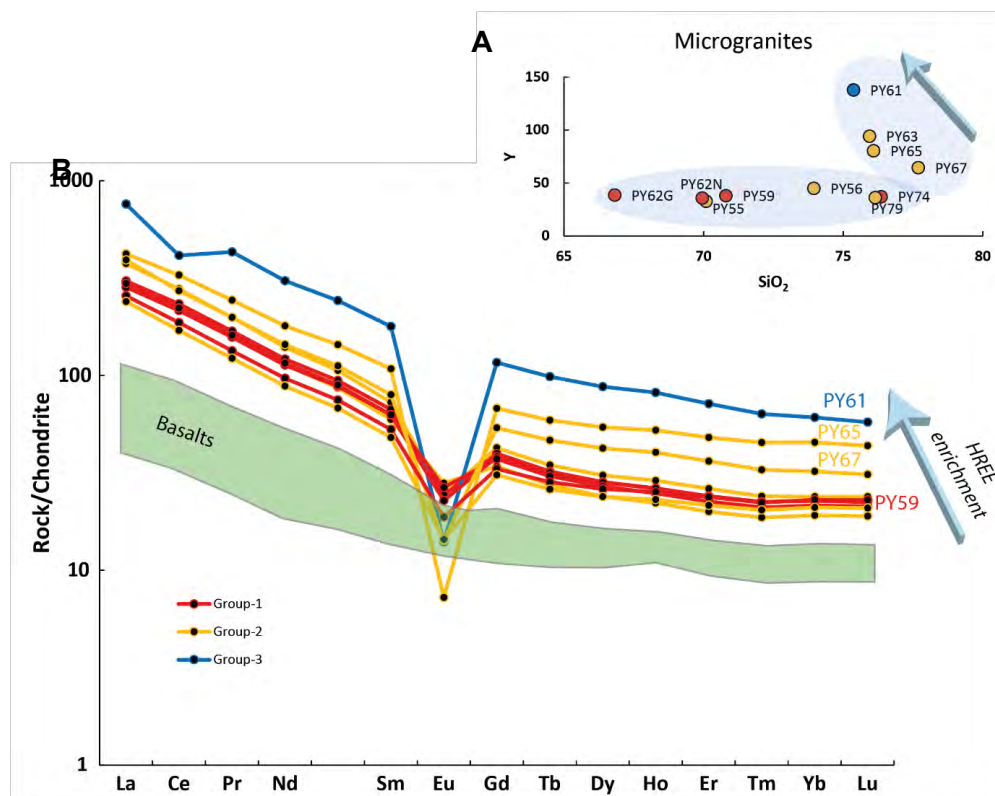 A
Microgranites
150
100
50
0
Y
PY61
PY63
PY65
PY67
PY62G
PY62N
PY55
PY59
PY56
PY79
PY74
65
70
75
80
SiO2
B
1000
100
10
1
Rock/Chondrite
Basalts
PY61
PY65
PY67
PY59
HREE
enrichment
Group-1
Group-2
Group-3
La Ce Pr Nd Sm Eu Gd Tb Dy Ho Er Tm Yb Lu